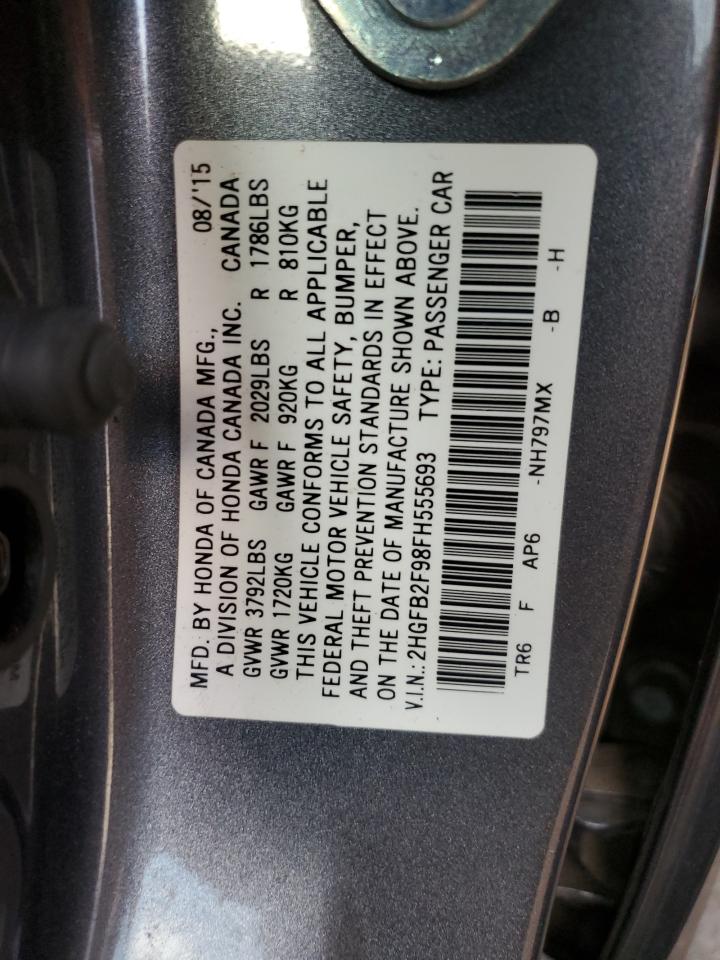 MFD. BY HONDA OF CANADA MFG., 08/'15
A DIVISION OF HONDA CANADA INC. CANADA
GVWR 3792LBS GAWR F 2029LBS R 1786LBS
GVWR 1720KG GAWR F 920KG R 810KG
THIS VEHICLE CONFORMS TO ALL APPLICABLE
FEDERAL MOTOR VEHICLE SAFETY, BUMPER,
AND THEFT PREVENTION STANDARDS IN EFFECT
ON THE DATE OF MANUFACTURE SHOWN ABOVE.
V.I.N.: 2HGFB2F98FH555693 TYPE: PASSENGER CAR
TR6 F AP6 -NH797MX -B -H